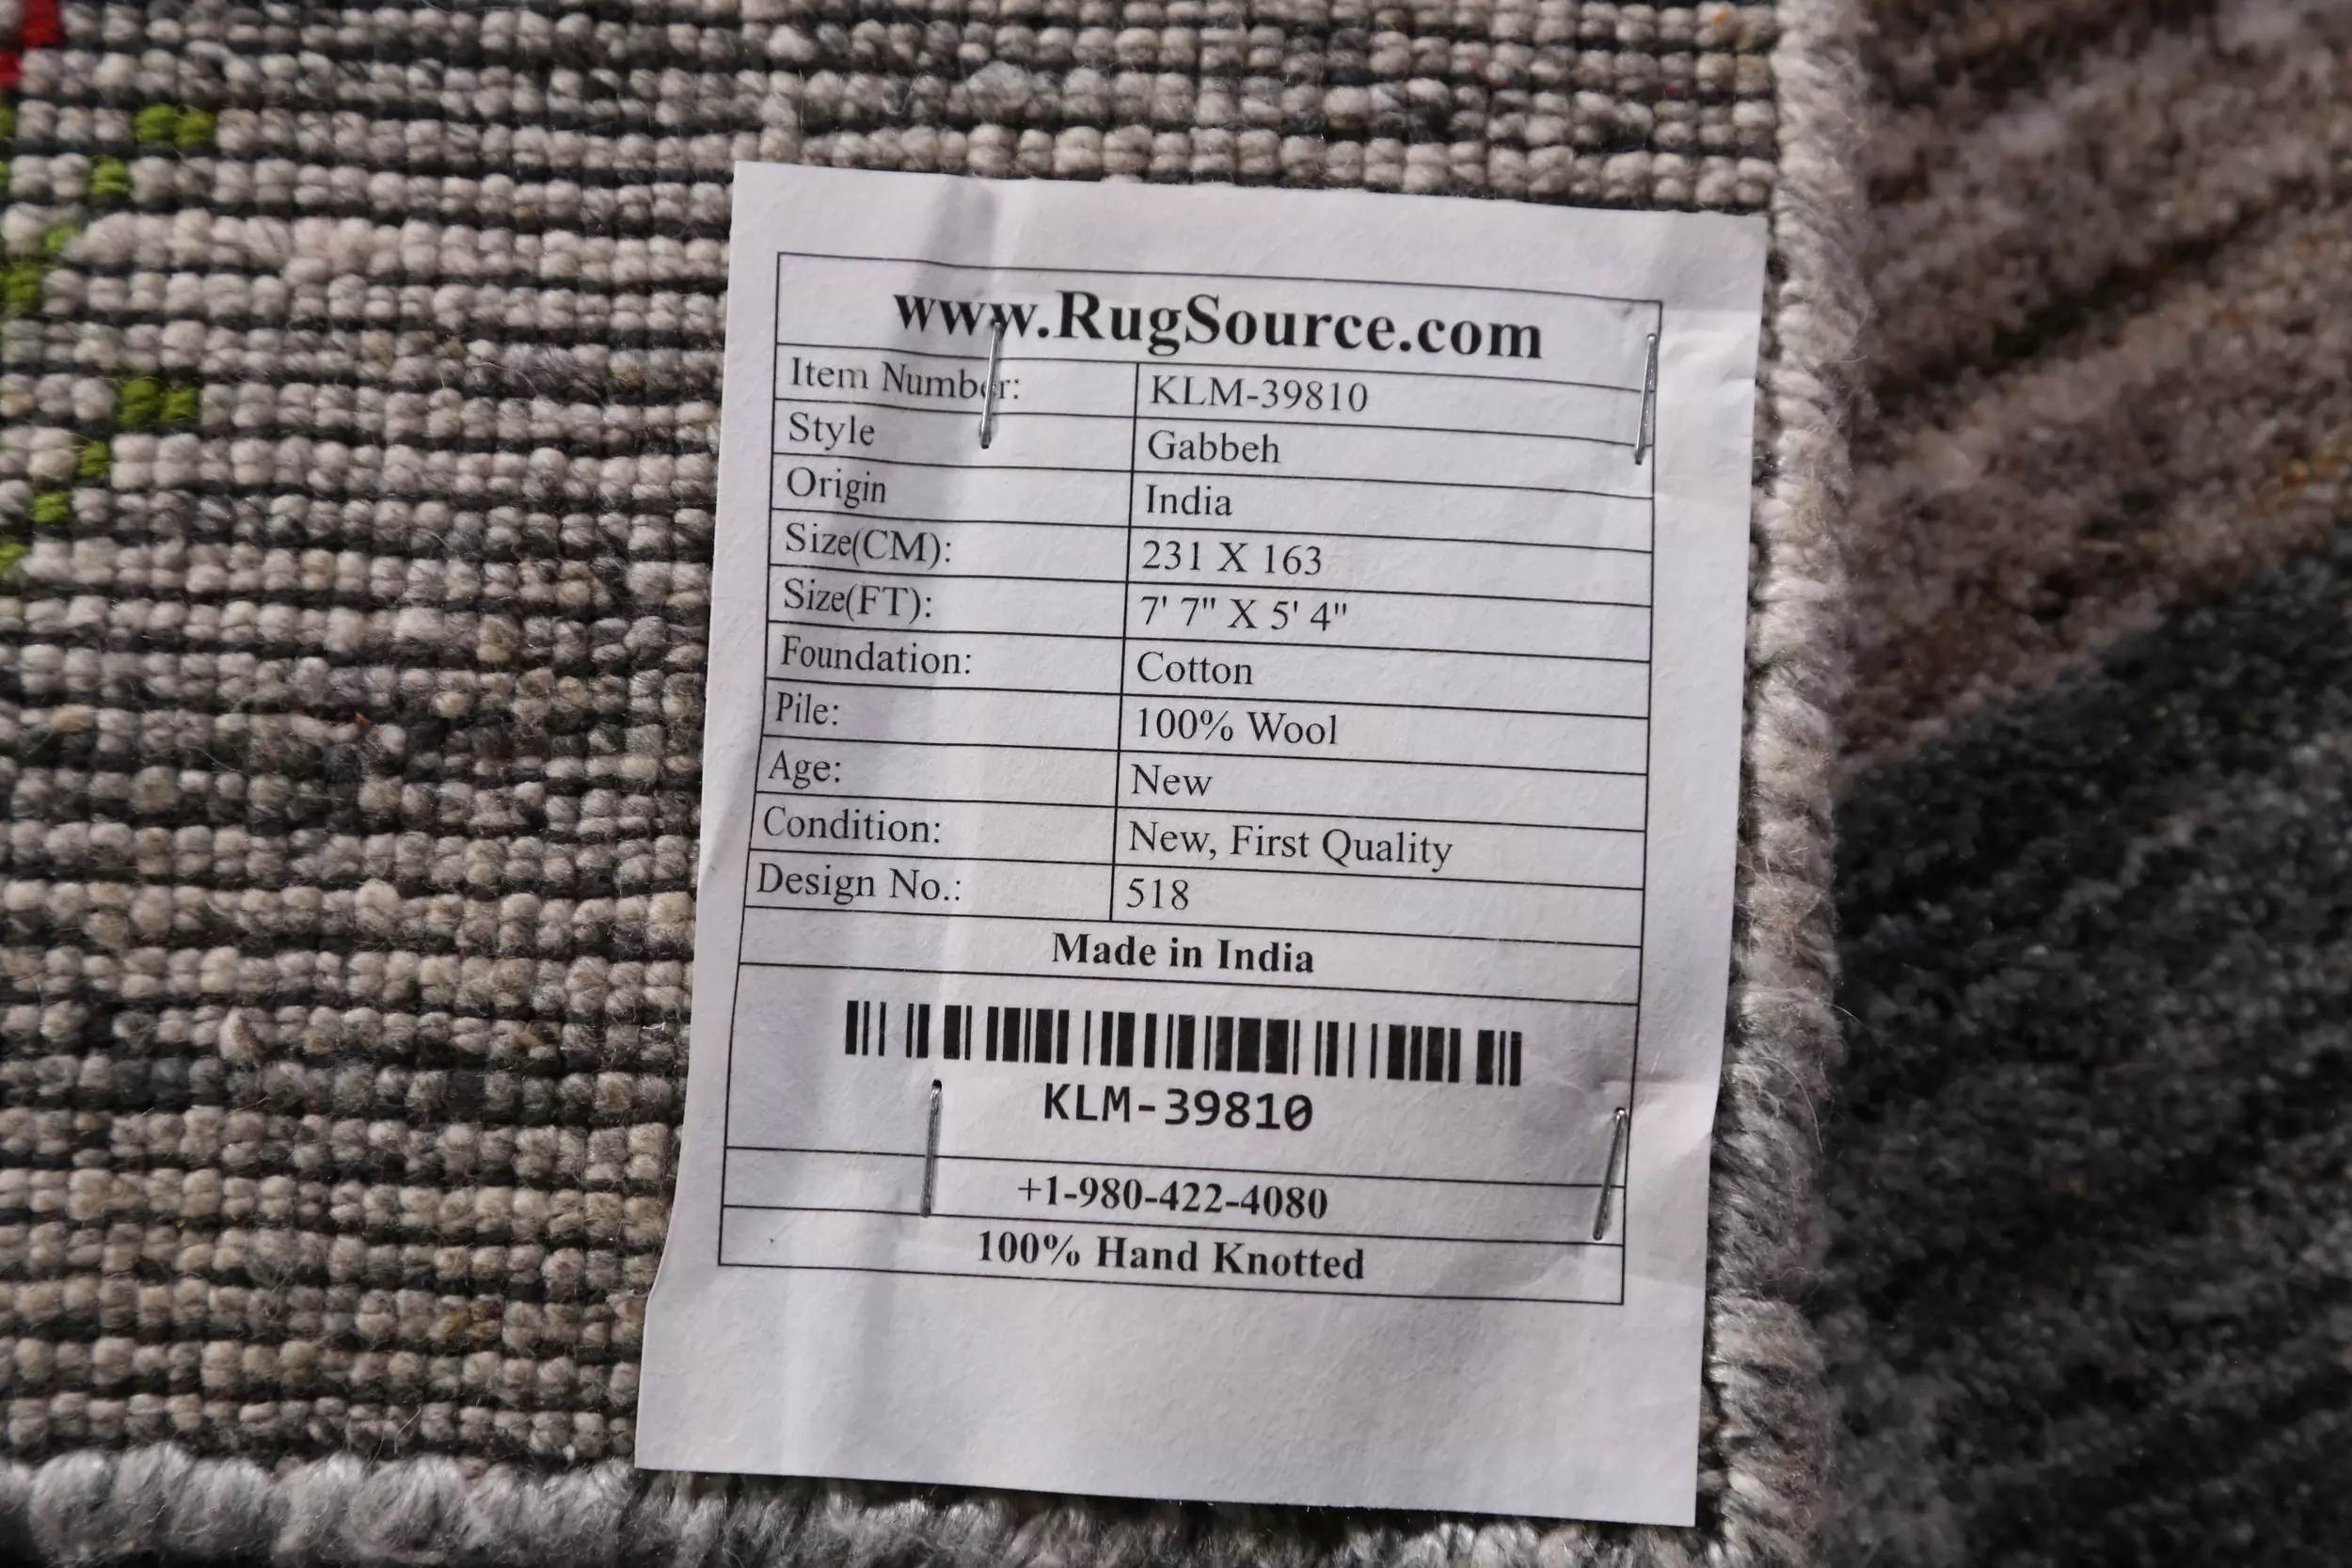 www.RugSource.com
Item Number: KLM-39810
Style Gabbeh
Origin India
Size(CM): 231 X 163
Size(FT): 7' 7" X 5' 4"
Foundation: Cotton
Pile: 100% Wool
Age: New
Condition: New, First Quality
Design No.: 518
Made in India
KLM-39810
+1-980-422-4080
100% Hand Knotted